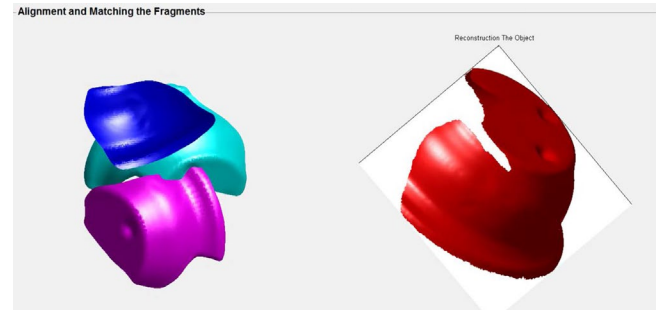 Alignment and Matching the Fragments
Reconstruction The Object